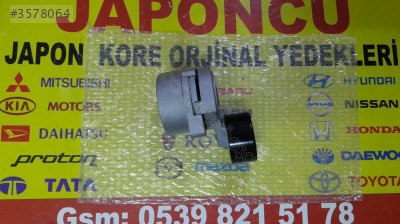 #3578064
JAPONCU
JAPON KORE ORJİNAL YEDEKLERİ
MITSUBISHI
HYUNDAI
KIA MOTORS
NISSAN
DAIHATSU
HONDA
proton
mazda
DAEWOO
TATA
TOYOTA
Gsm: 0539 821 51 78